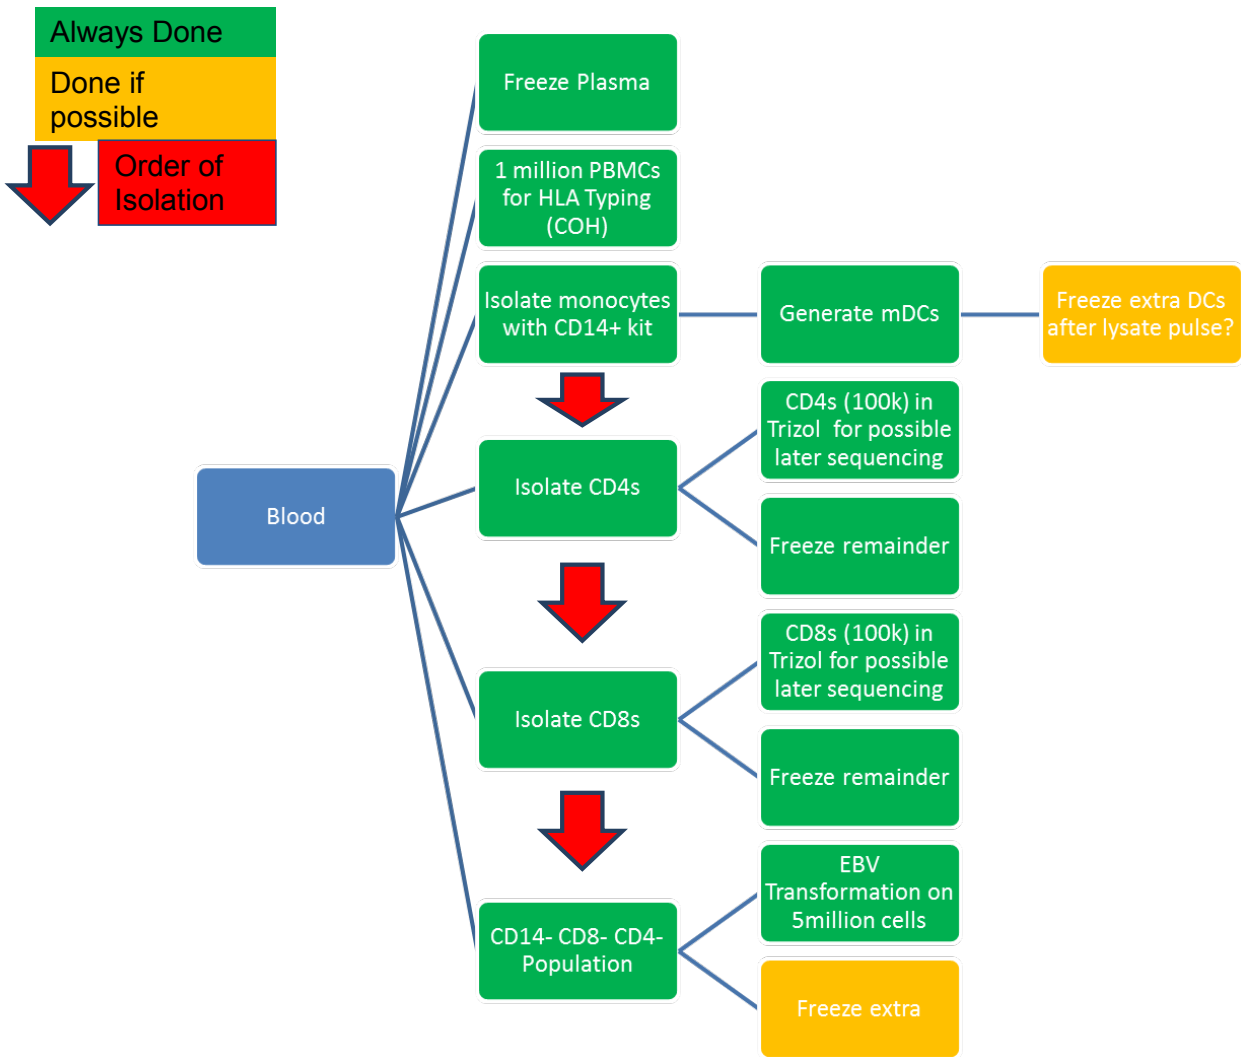 Always Done
Done if
possible
Order of
Isolation
Freeze Plasma
1 million PBMCs
for HLA Typing
(COH)
Isolate monocytes
with CD14+ kit
Generate mDCs
Freeze extra DCs
after lysate pulse?
CD4s (100k) in
Trizol for possible
later sequencing
Isolate CD4s
Blood
Freeze remainder
CD8s (100k) in
Trizol for possible
later sequencing
Isolate CD8s
Freeze remainder
EBV
Transformation on
5million cells
CD14- CD8- CD4-
Population
Freeze extra